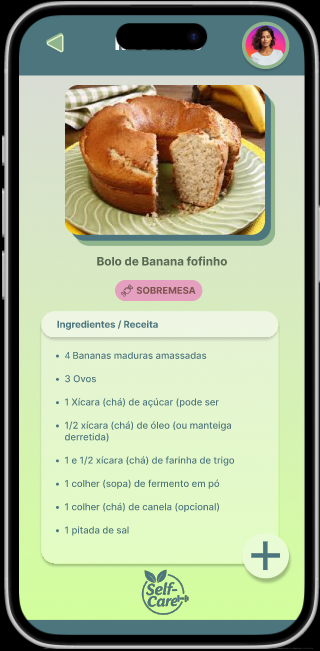 Bolo de Banana fofinho
SOBREMESA
Ingredientes / Receita
• 4 Bananas maduras amassadas
• 3 Ovos
• 1 Xícara (chá) de açúcar (pode ser
• 1/2 xícara (chá) de óleo (ou manteiga
derretida)
• 1 e 1/2 xícara (chá) de farinha de trigo
• 1 colher (sopa) de fermento em pó
• 1 colher (chá) de canela (opcional)
• 1 pitada de sal
Self-
Care